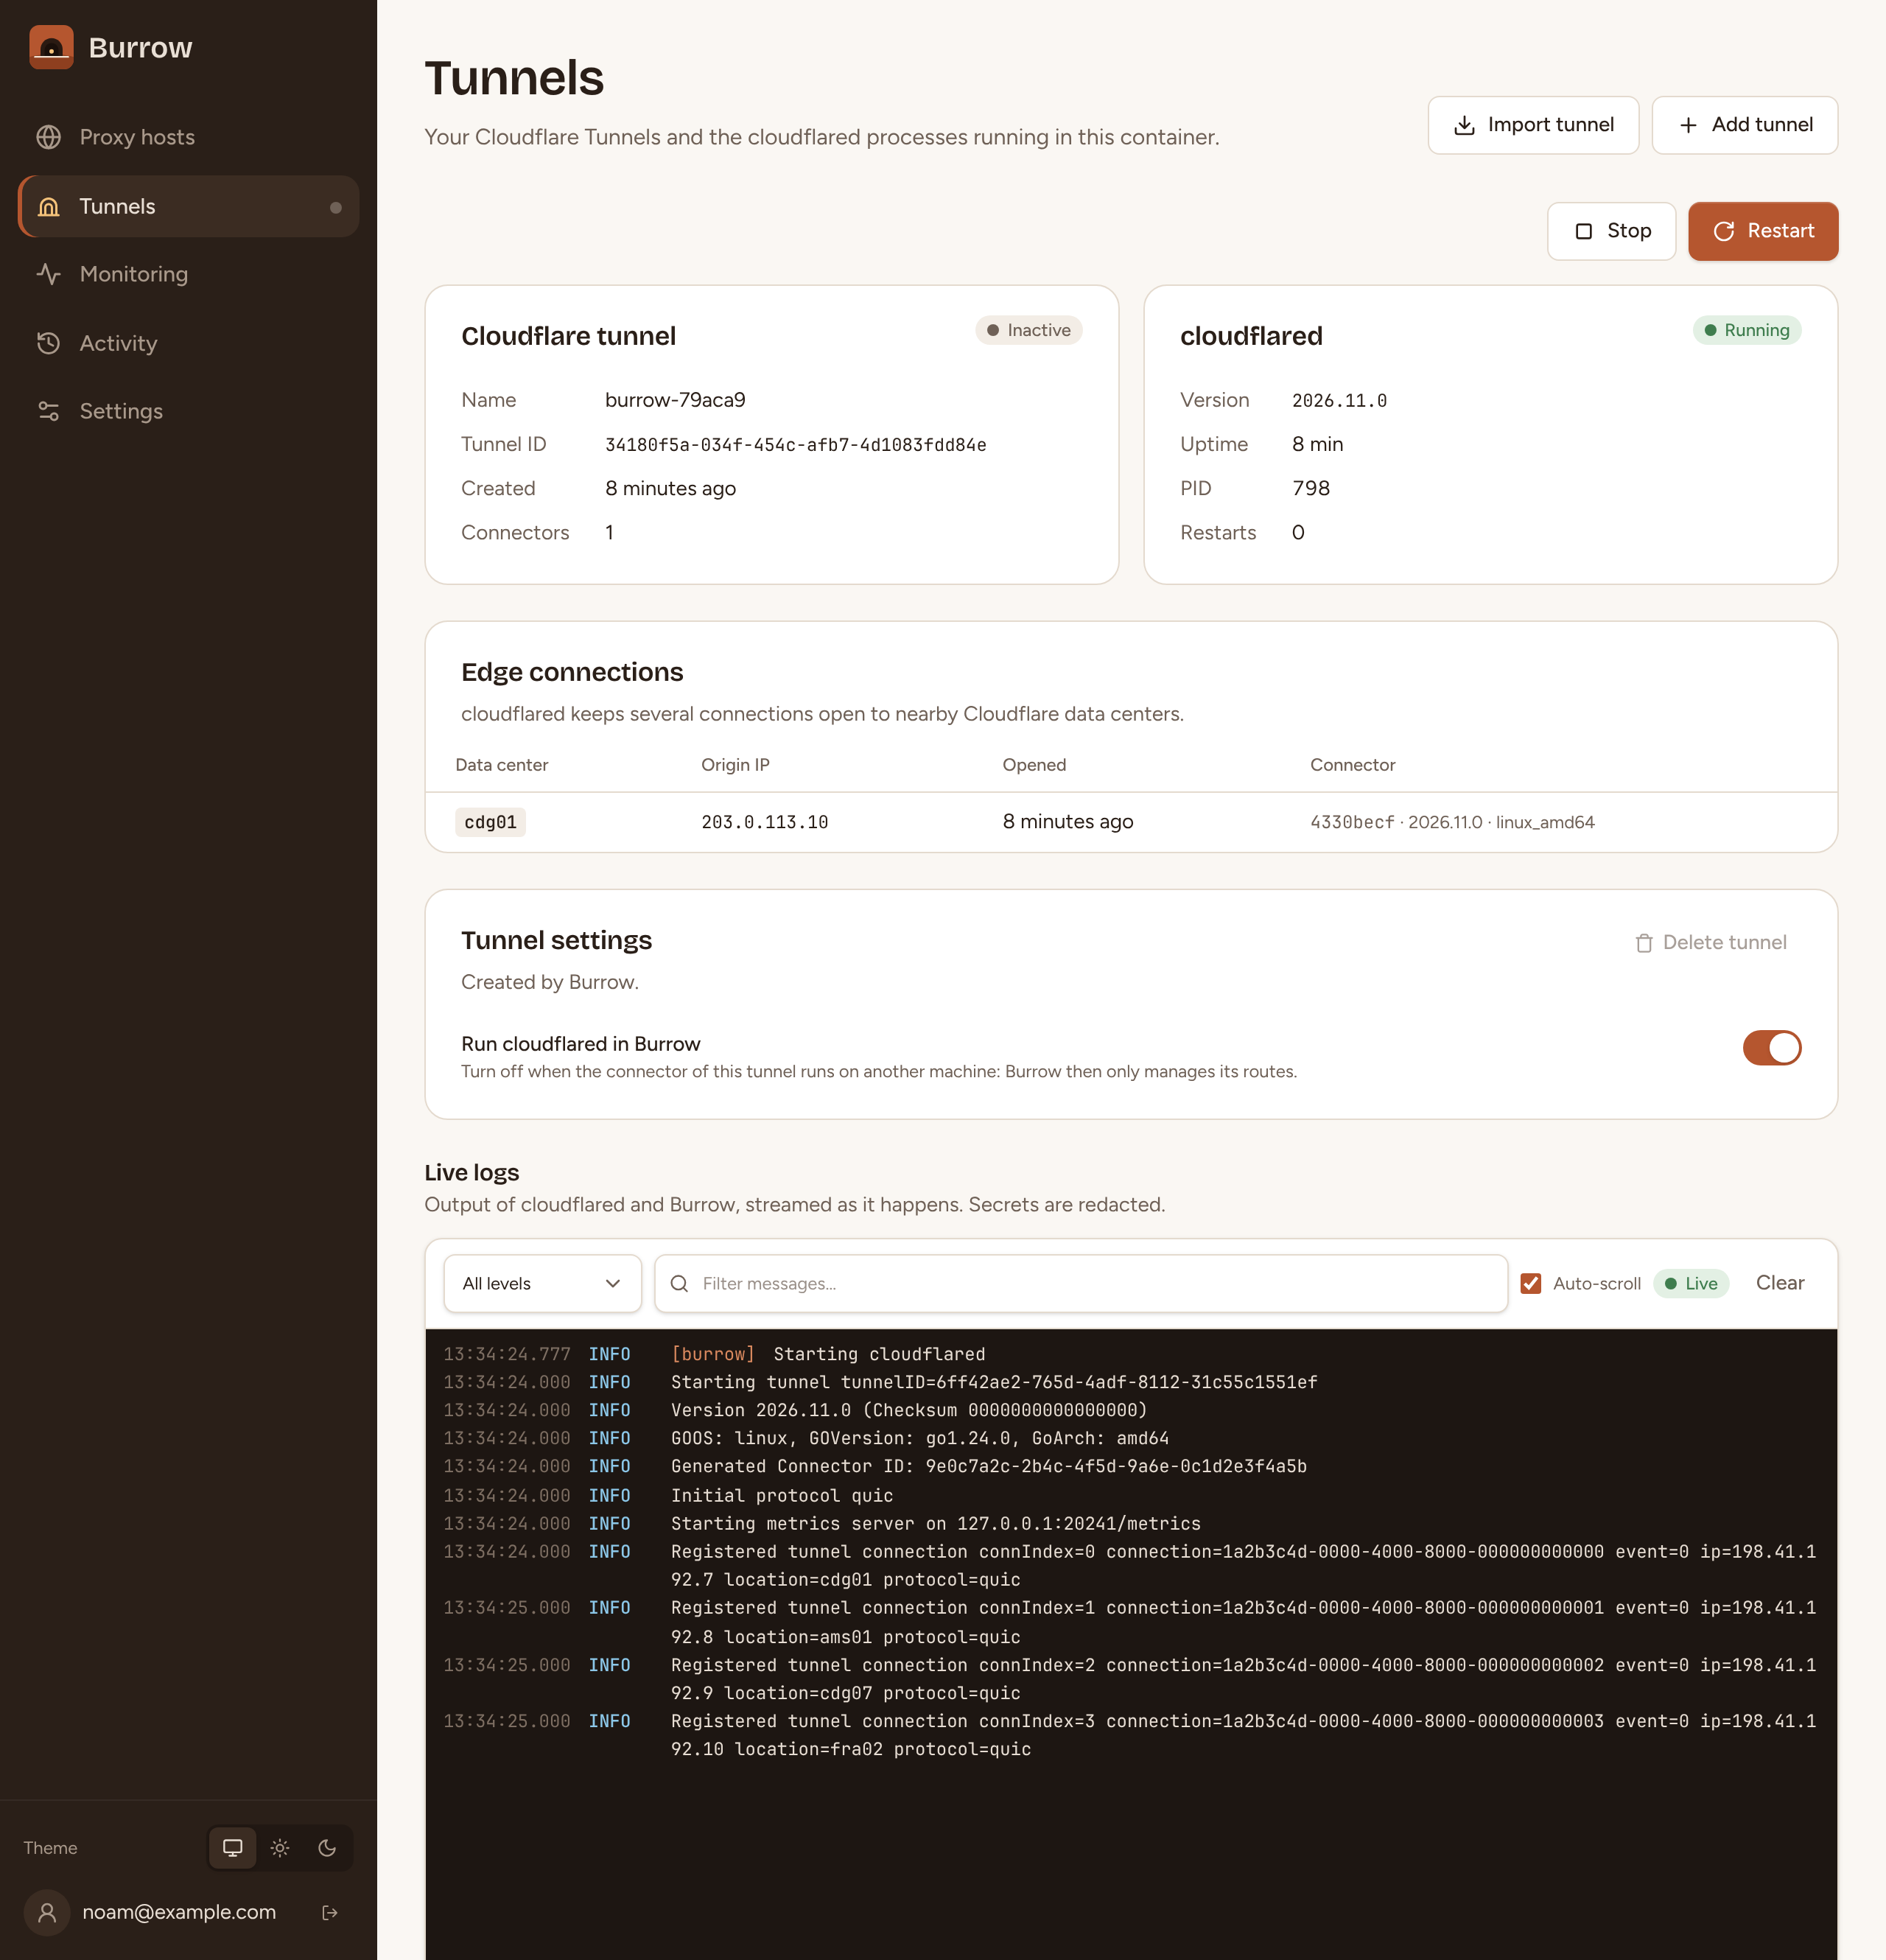 Burrow
Proxy hosts
Tunnels
Monitoring
Activity
Settings
Theme
noam@example.com
Tunnels
Your Cloudflare Tunnels and the cloudflared processes running in this container.
Import tunnel
Add tunnel
Stop
Restart
Cloudflare tunnel
Inactive
Name burrow-79aca9
Tunnel ID 34180f5a-034f-454c-afb7-4d1083fdd84e
Created 8 minutes ago
Connectors 1
cloudflared
Running
Version 2026.11.0
Uptime 8 min
PID 798
Restarts 0
Edge connections
cloudflared keeps several connections open to nearby Cloudflare data centers.
Data center Origin IP Opened Connector
cdg01 203.0.113.10 8 minutes ago 4330becf · 2026.11.0 · linux_amd64
Tunnel settings
Delete tunnel
Created by Burrow.
Run cloudflared in Burrow
Turn off when the connector of this tunnel runs on another machine: Burrow then only manages its routes.
Live logs
Output of cloudflared and Burrow, streamed as it happens. Secrets are redacted.
All levels Filter messages... Auto-scroll Live Clear
13:34:24.777 INFO [burrow] Starting cloudflared
13:34:24.000 INFO Starting tunnel tunnelID=6ff42ae2-765d-4adf-8112-31c55c1551ef
13:34:24.000 INFO Version 2026.11.0 (Checksum 0000000000000000)
13:34:24.000 INFO GOOS: linux, GOVersion: go1.24.0, GoArch: amd64
13:34:24.000 INFO Generated Connector ID: 9e0c7a2c-2b4c-4f5d-9a6e-0c1d2e3f4a5b
13:34:24.000 INFO Initial protocol quic
13:34:24.000 INFO Starting metrics server on 127.0.0.1:20241/metrics
13:34:24.000 INFO Registered tunnel connection connIndex=0 connection=1a2b3c4d-0000-4000-8000-000000000000 event=0 ip=198.41.1
92.7 location=cdg01 protocol=quic
13:34:25.000 INFO Registered tunnel connection connIndex=1 connection=1a2b3c4d-0000-4000-8000-000000000001 event=0 ip=198.41.1
92.8 location=ams01 protocol=quic
13:34:25.000 INFO Registered tunnel connection connIndex=2 connection=1a2b3c4d-0000-4000-8000-000000000002 event=0 ip=198.41.1
92.9 location=cdg07 protocol=quic
13:34:25.000 INFO Registered tunnel connection connIndex=3 connection=1a2b3c4d-0000-4000-8000-000000000003 event=0 ip=198.41.1
92.10 location=fra02 protocol=quic